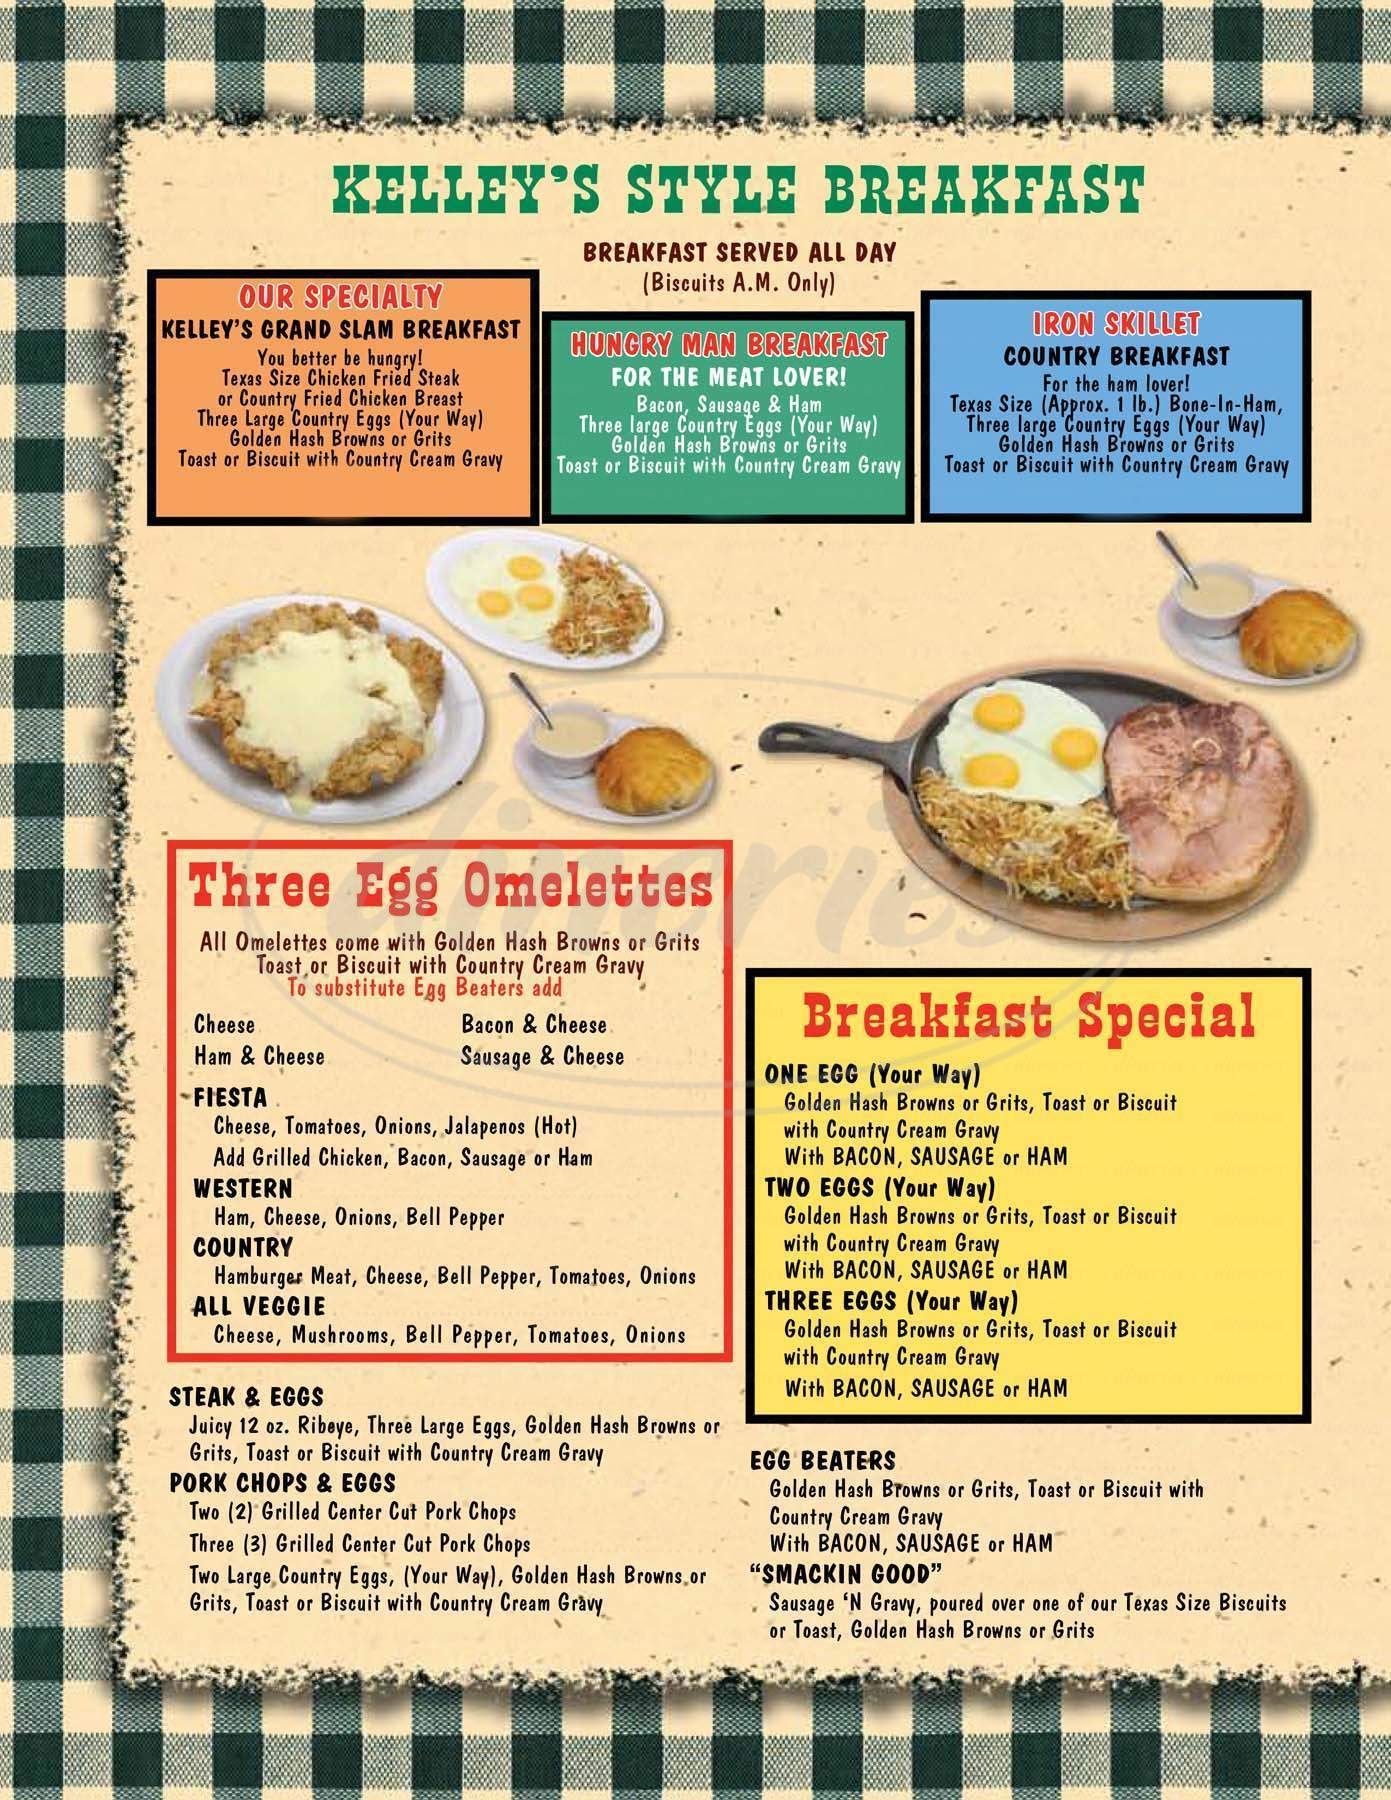 KELLEY'S STYLE BREAKFAST
BREAKFAST SERVED ALL DAY
(Biscuits A.M. Only)
OUR SPECIALTY
KELLEY'S GRAND SLAM BREAKFAST
You better be hungry!
Texas Size Chicken Fried Steak
or Country Fried Chicken Breast
Three Large Country Eggs (Your Way)
Golden Hash Browns or Grits
Toast or Biscuit with Country Cream Gravy
HUNGRY MAN BREAKFAST
FOR THE MEAT LOVER!
Bacon, Sausage & Ham
Three large Country Eggs (Your Way)
Golden Hash Browns or Grits
Toast or Biscuit with Country Cream Gravy
IRON SKILLET
COUNTRY BREAKFAST
For the ham lover!
Texas Size (Approx. 1 lb.) Bone-In-Ham,
Three large Country Eggs (Your Way)
Golden Hash Browns or Grits
Toast or Biscuit with Country Cream Gravy
dineries
Three Egg Omelettes
All Omelettes come with Golden Hash Browns or Grits
Toast or Biscuit with Country Cream Gravy
To substitute Egg Beaters add
Cheese
Bacon & Cheese
Ham & Cheese
Sausage & Cheese
FIESTA
Cheese, Tomatoes, Onions, Jalapenos (Hot)
Add Grilled Chicken, Bacon, Sausage or Ham
WESTERN
Ham, Cheese, Onions, Bell Pepper
COUNTRY
Hamburger Meat, Cheese, Bell Pepper, Tomatoes, Onions
ALL VEGGIE
Cheese, Mushrooms, Bell Pepper, Tomatoes, Onions
STEAK & EGGS
Juicy 12 oz. Ribeye, Three Large Eggs, Golden Hash Browns or
Grits, Toast or Biscuit with Country Cream Gravy
PORK CHOPS & EGGS
Two (2) Grilled Center Cut Pork Chops
Three (3) Grilled Center Cut Pork Chops
Two Large Country Eggs, (Your Way), Golden Hash Browns or
Grits, Toast or Biscuit with Country Cream Gravy
Breakfast Special
ONE EGG (Your Way)
Golden Hash Browns or Grits, Toast or Biscuit
with Country Cream Gravy
With BACON, SAUSAGE or HAM
TWO EGGS (Your Way)
Golden Hash Browns or Grits, Toast or Biscuit
with Country Cream Gravy
With BACON, SAUSAGE or HAM
THREE EGGS (Your Way)
Golden Hash Browns or Grits, Toast or Biscuit
with Country Cream Gravy
With BACON, SAUSAGE or HAM
EGG BEATERS
Golden Hash Browns or Grits, Toast or Biscuit with
Country Cream Gravy
With BACON, SAUSAGE or HAM
“SMACKIN GOOD”
Sausage ‘N Gravy, poured over one of our Texas Size Biscuits
or Toast, Golden Hash Browns or Grits